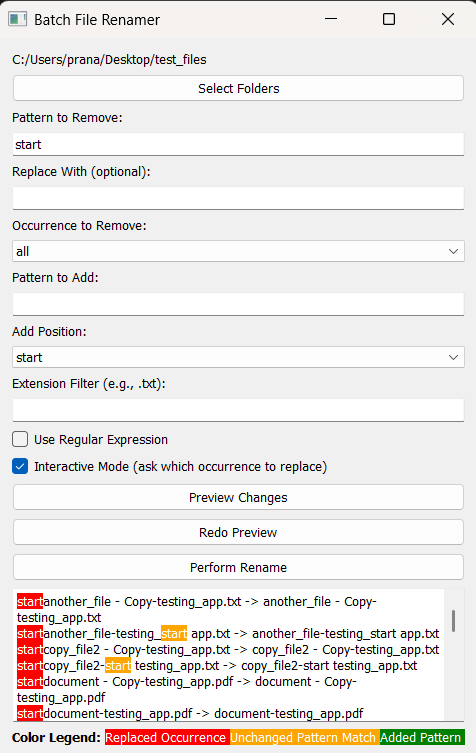 Batch File Renamer
C:/Users/prana/Desktop/test_files
Select Folders
Pattern to Remove:
start
Replace With (optional):
Occurrence to Remove:
all
Pattern to Add:
Add Position:
start
Extension Filter (e.g., .txt):
Use Regular Expression
Interactive Mode (ask which occurrence to replace)
Preview Changes
Redo Preview
Perform Rename
startanother_file - Copy-testing_app.txt -> another_file - Copy-
testing_app.txt
startanother_file-testing_start app.txt -> another_file-testing_start app.txt
startcopy_file2 - Copy-testing_app.txt -> copy_file2 - Copy-testing_app.txt
startcopy_file2-start testing_app.txt -> copy_file2-start testing_app.txt
startdocument - Copy-testing_app.pdf -> document - Copy-
testing_app.pdf
startdocument-testing_app.pdf -> document-testing_app.pdf
Color Legend: Replaced Occurrence Unchanged Pattern Match Added Pattern